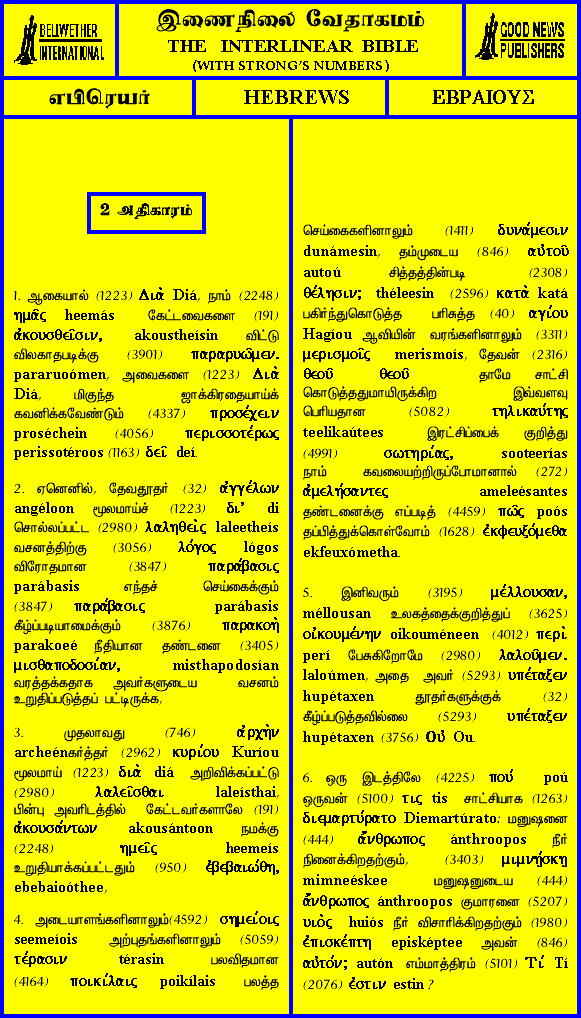 BELLWETHER
INTERNATIONAL
இணைநிலை வேதாகமம்
THE INTERLINEAR BIBLE
(WITH STRONG'S NUMBERS)
GOOD NEWS
PUBLISHERS
எபிரெயர்
HEBREWS
ΕΒΡΑΙΟΥΣ
2 அதிகாரம்
1. ஆகையால் (1223) Διὰ Diá, நாம் (2248)
ημᾶς heemás கேட்டவைகளை (191)
ἀκουσθεῖσιν, akoustheísin விட்டு
விலகாதபடிக்கு (3901) παραρυῶμεν.
pararuoómen, அவைகளை (1223) Διὰ
Diá, மிகுந்த ஜாக்கிரதையாய்க்
கவனிக்கவேண்டும் (4337) προσέχειν
proséchein (4056) περισσοτέρως
perissotéroos (1163) δεῖ deí.
2. ஏனெனில், தேவதூதர் (32) ἀγγέλων
angéloon மூலமாய்ச் (1223) δι' di
சொல்லப்பட்ட (2980) λαληθεὶς laleetheís
வசனத்திற்கு (3056) λόγος lógos
விரோதமான (3847) παράβασις
parábasis எந்தச் செய்கைக்கும்
(3847) παράβασις parábasis
கீழ்ப்படியாமைக்கும் (3876) παρακοὴ
parakoeé நீதியான தண்டனை (3405)
μισθαποδοσίαν, misthapodosían
வரத்தக்கதாக அவர்களுடைய வசனம்
உறுதிப்படுத்தப் பட்டிருக்க,
3. முதலாவது (746) ἀρχὴν
archeénகர்த்தர் (2962) κυρίου Kuríou
மூலமாய் (1223) διὰ diá அறிவிக்கப்பட்டு
(2980) λαλεῖσθαι laleísthai,
பின்பு அவரிடத்தில் கேட்டவர்களாலே (191)
ἀκουσάντων akousántoon நமக்கு
(2248) ημεῖς heemeís
உறுதியாக்கப்பட்டதும் (950) ἐβεβαιώθη,
ebebaioóthee,
4. அடையாளங்களினாலும்(4592) σημείοις
seemeíois அற்புதங்களினாலும் (5059)
τέρασιν térasin பலவிதமான
(4164) ποικίλαις poikílais பலத்த
செய்கைகளினாலும் (1411) δυνάμεσιν
dunámesin, தம்முடைய (846) αὐτοῦ
autoú சித்தத்தின்படி (2308)
θέλησιν; théleesin (2596) κατὰ katá
பகிர்ந்துகொடுத்த பரிசுத்த (40) αγίου
Hagíou ஆவியின் வரங்களினாலும் (3311)
μερισμοῖς merismoís, தேவன் (2316)
θεοῦ θεοῦ தாமே சாட்சி
கொடுத்ததுமாயிருக்கிற இவ்வளவு
பெரியதான (5082) τηλικαύτης
teelikaútees இரட்சிப்பைக் குறித்து
(4991) σωτηρίας, sooteerías
நாம் கவலையற்றிருப்போமானால் (272)
ἀμελήσαντες ameleésantes
தண்டனைக்கு எப்படித் (4459) πῶς poós
தப்பித்துக்கொள்வோம் (1628) ἐκφευξόμεθα
ekfeuxómetha.
5. இனிவரும் (3195) μέλλουσαν,
méllousan உலகத்தைக்குறித்துப் (3625)
οἰκουμένην oikouméneen (4012) περὶ
perí பேசுகிறோமே (2980) λαλοῦμεν.
laloúmen, அதை அவர் (5293) υπέταξεν
hupétaxen தூதர்களுக்குக் (32)
கீழ்ப்படுத்தவில்லை (5293) υπέταξεν
hupétaxen (3756) Οὐ Ou.
6. ஒரு இடத்திலே (4225) πού poú
ஒருவன் (5100) τις tis சாட்சியாக (1263)
διεμαρτύρατο Diemartúrato: மனுஷனை
(444) ἄνθρωπος ánthroopos நீர்
நினைக்கிறதற்கும், (3403) μιμνήσκῃ
mimneéskee மனுஷனுடைய (444)
ἄνθρωπος ánthroopos குமாரனை (5207)
υιὸς huiós நீர் விசாரிக்கிறதற்கும் (1980)
ἐπισκέπτη episképtee அவன் (846)
αὐτόν; autón எம்மாத்திரம் (5101) Τί Tí
(2076) ἐστιν estin ?